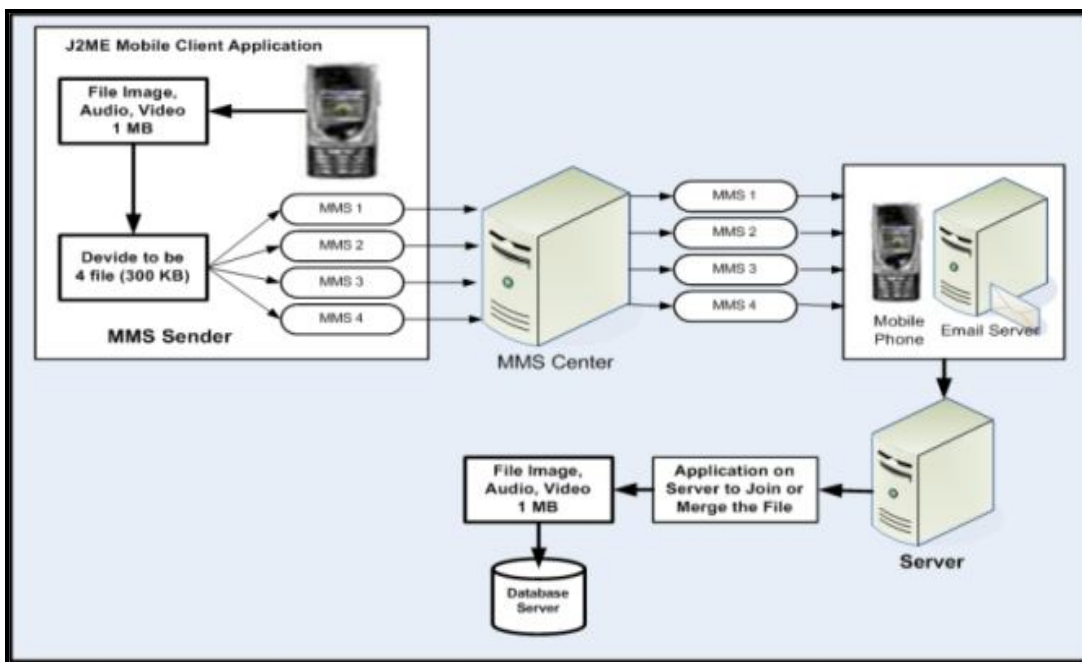 J2ME Mobile Client Application
File Image,
Audio, Video
1 MB
Devide to be
4 file (300 KB)
MMS Sender
MMS 1
MMS 2
MMS 3
MMS 4
MMS Center
MMS 1
MMS 2
MMS 3
MMS 4
Mobile
Phone
Email Server
Server
Application on
Server to Join or
Merge the File
File Image,
Audio, Video
1 MB
Database
Server